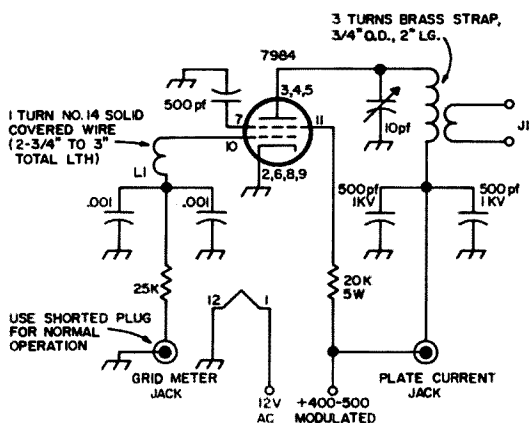 3 TURNS BRASS STRAP,
3/4" O.D., 2" LG.
7984
3,4,5
500pf
7
11
10
2,6,8,9
10pf
J1
1 TURN NO.14 SOLID
COVERED WIRE
(2-3/4" TO 3"
TOTAL LTH)
L1
.001
.001
500pf
1KV
500pf
1KV
25K
20K
5W
12
1
USE SHORTED PLUG
FOR NORMAL
OPERATION
GRID METER
JACK
12V
AC
+400-500
MODULATED
PLATE CURRENT
JACK